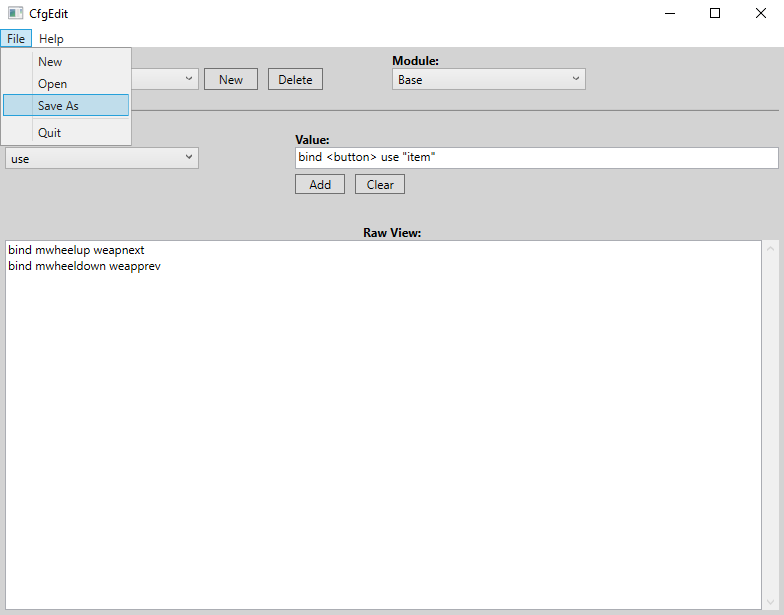 CfgEdit
File Help
New
Open
Save As
Quit
New Delete
Module:
Base
use
Value:
bind <button> use "item"
Add Clear
Raw View:
bind mwheelup weapnext
bind mwheeldown weapprev